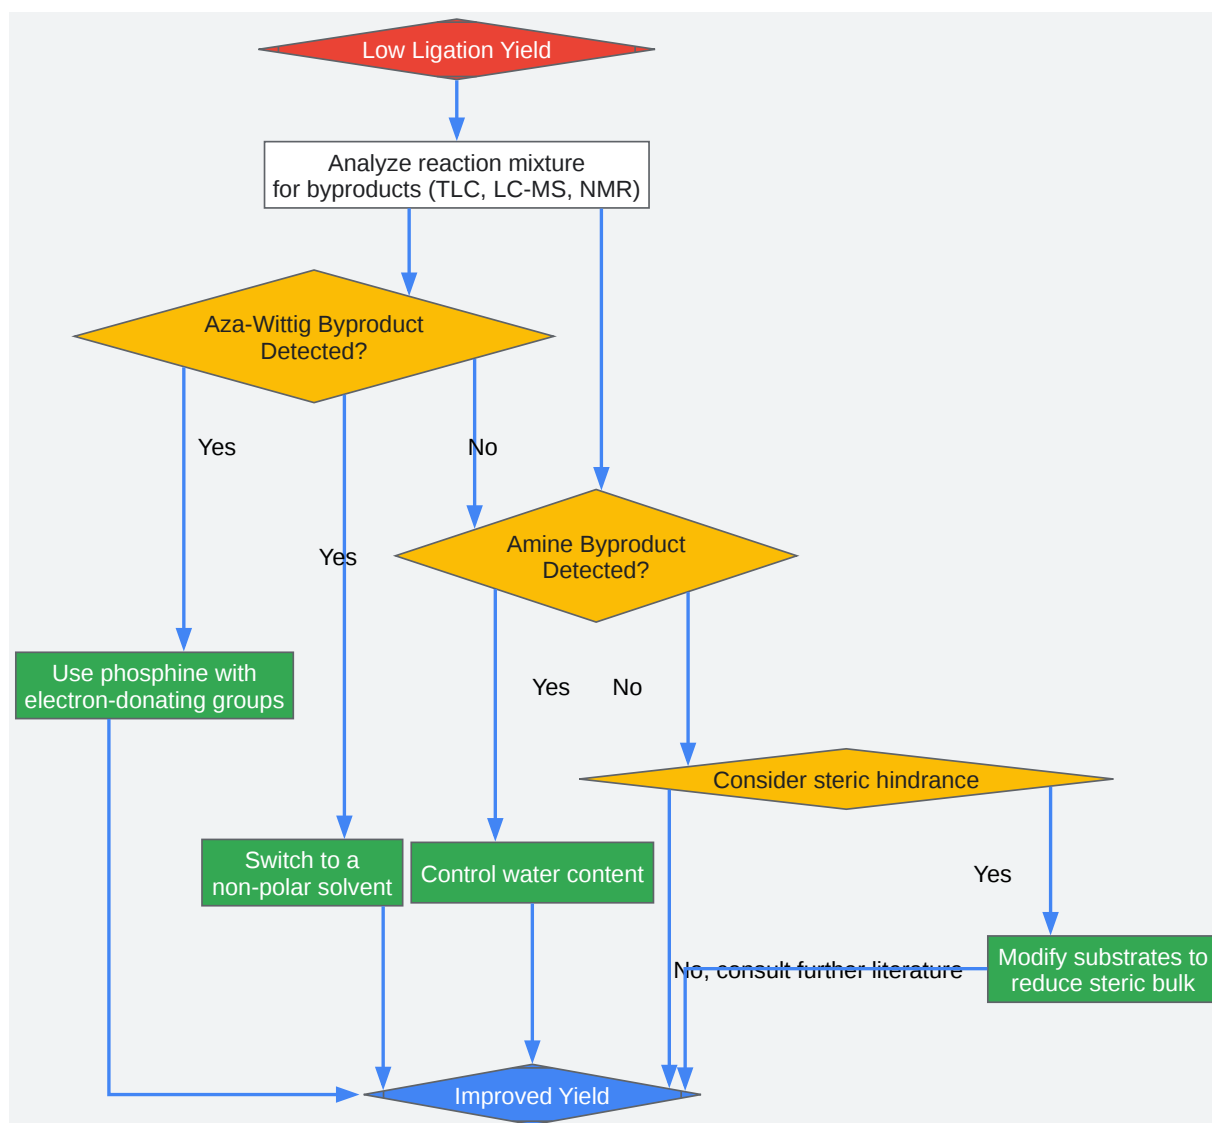 Low Ligation Yield
Analyze reaction mixture
for byproducts (TLC, LC-MS, NMR)
Aza-Wittig Byproduct
Detected?
Yes
No
Amine Byproduct
Detected?
Yes
Use phosphine with
electron-donating groups
Yes
No
Consider steric hindrance
Switch to a
non-polar solvent
Control water content
Yes
No, consult further literature
Modify substrates to
reduce steric bulk
Improved Yield